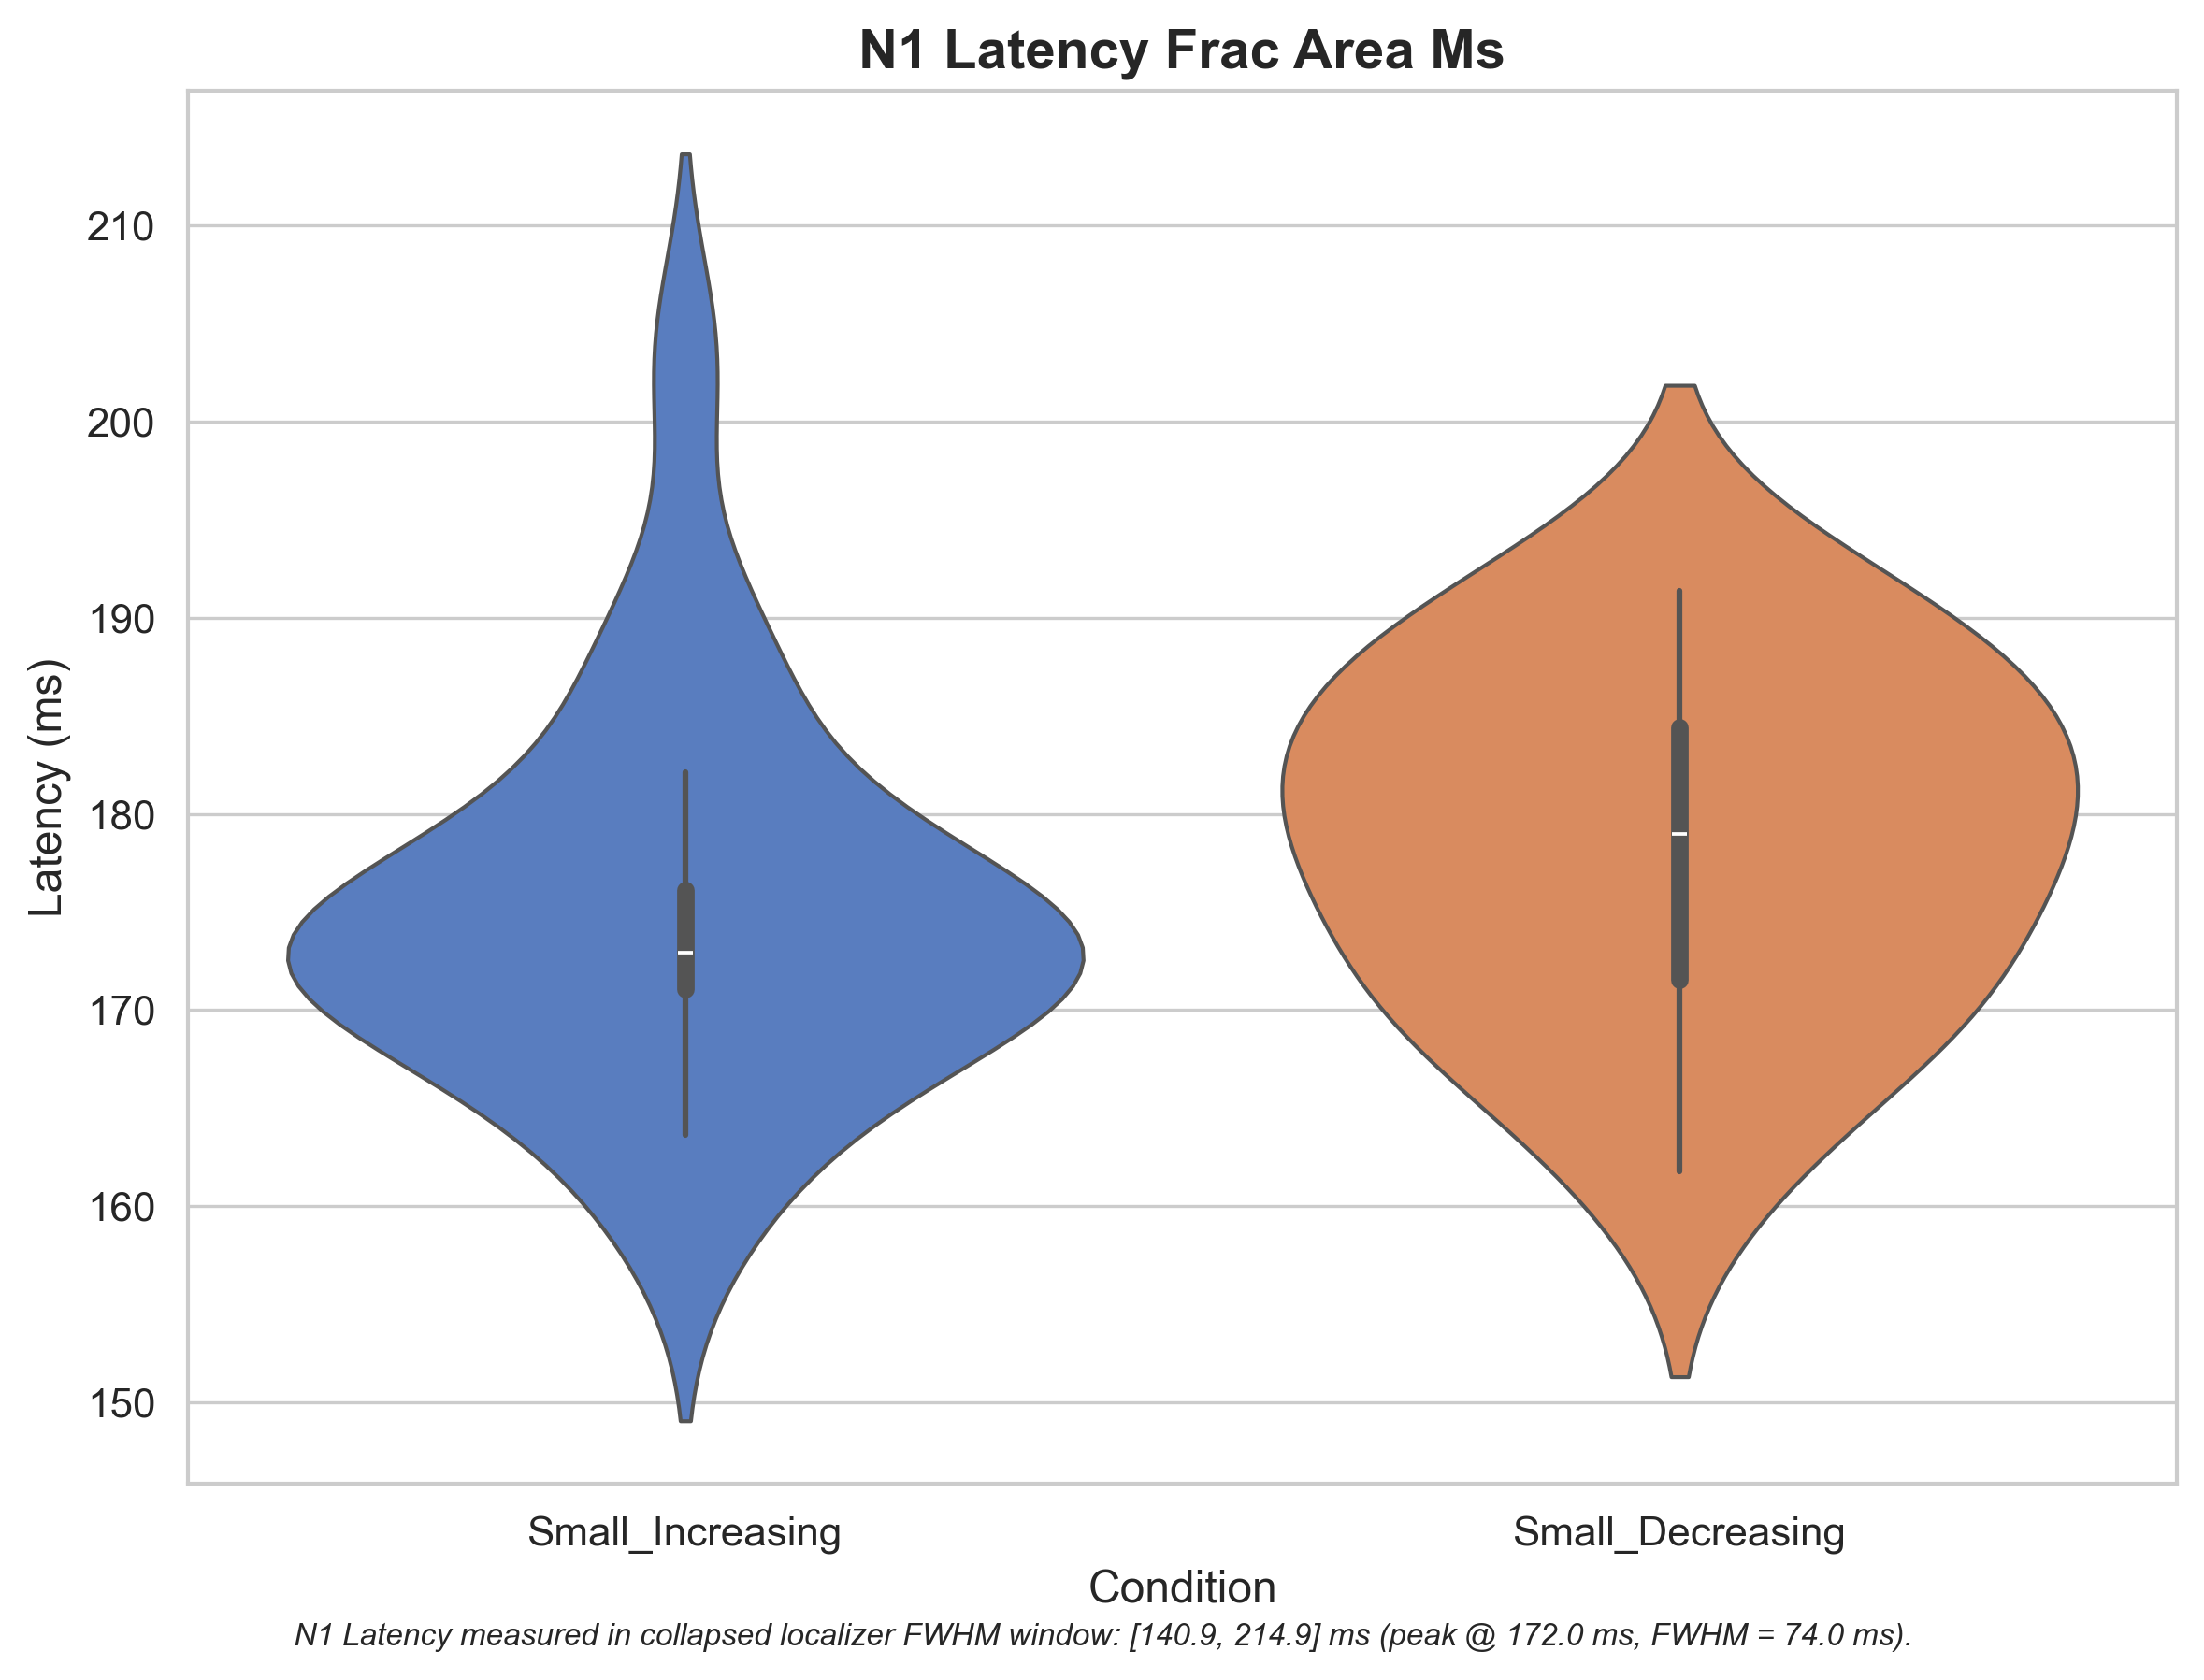 N1 Latency Frac Area Ms
Latency (ms)
210
200
190
180
170
160
150
Small_Increasing
Small_Decreasing
Condition
N1 Latency measured in collapsed localizer FWHM window: [140.9, 214.9] ms (peak @ 172.0 ms, FWHM = 74.0 ms).